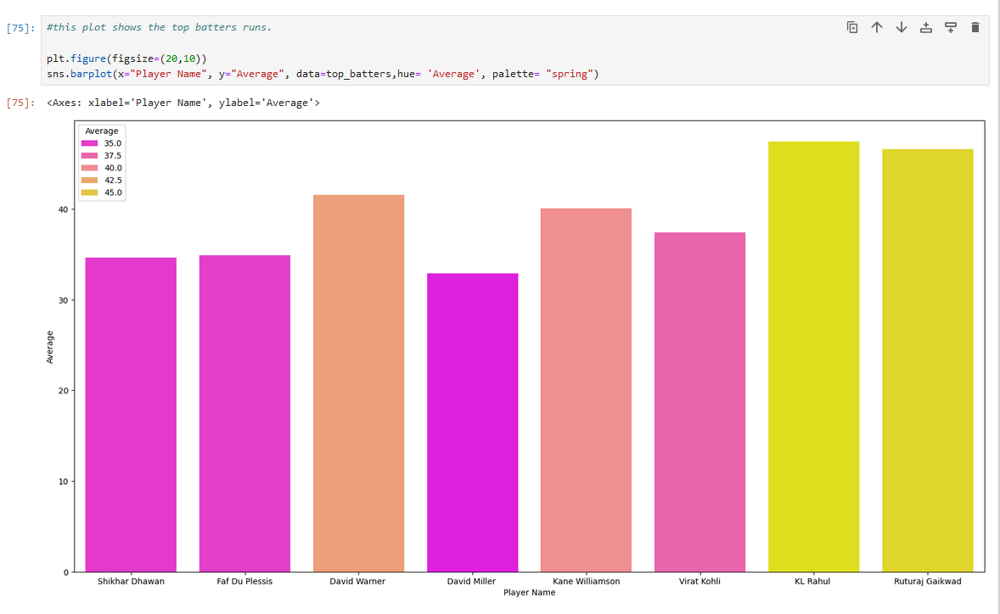 [75]: #this plot shows the top batters runs.
plt.figure(figsize=(20,10))
sns.barplot(x="Player Name", y="Average", data=top_batters,hue= 'Average', palette= "spring")
[75]: <Axes: xlabel='Player Name', ylabel='Average'>
Average
35.0
37.5
40.0
42.5
45.0
40
30
20
10
0
Average
Shikhar Dhawan Faf Du Plessis David Warner David Miller Kane Williamson Virat Kohli KL Rahul Ruturaj Gaikwad
Player Name